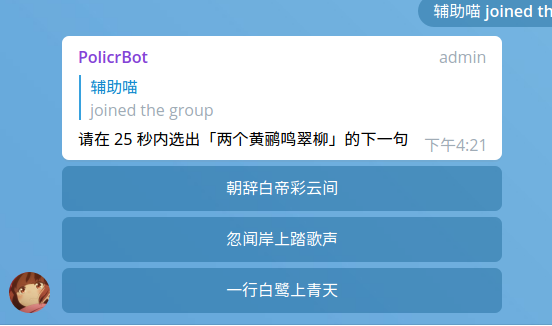 辅助喵 joined th
PolicrBot admin
辅助喵
joined the group
请在 25 秒内选出「两个黄鹂鸣翠柳」的下一句
下午4:21
朝辞白帝彩云间
忽闻岸上踏歌声
一行白鹭上青天